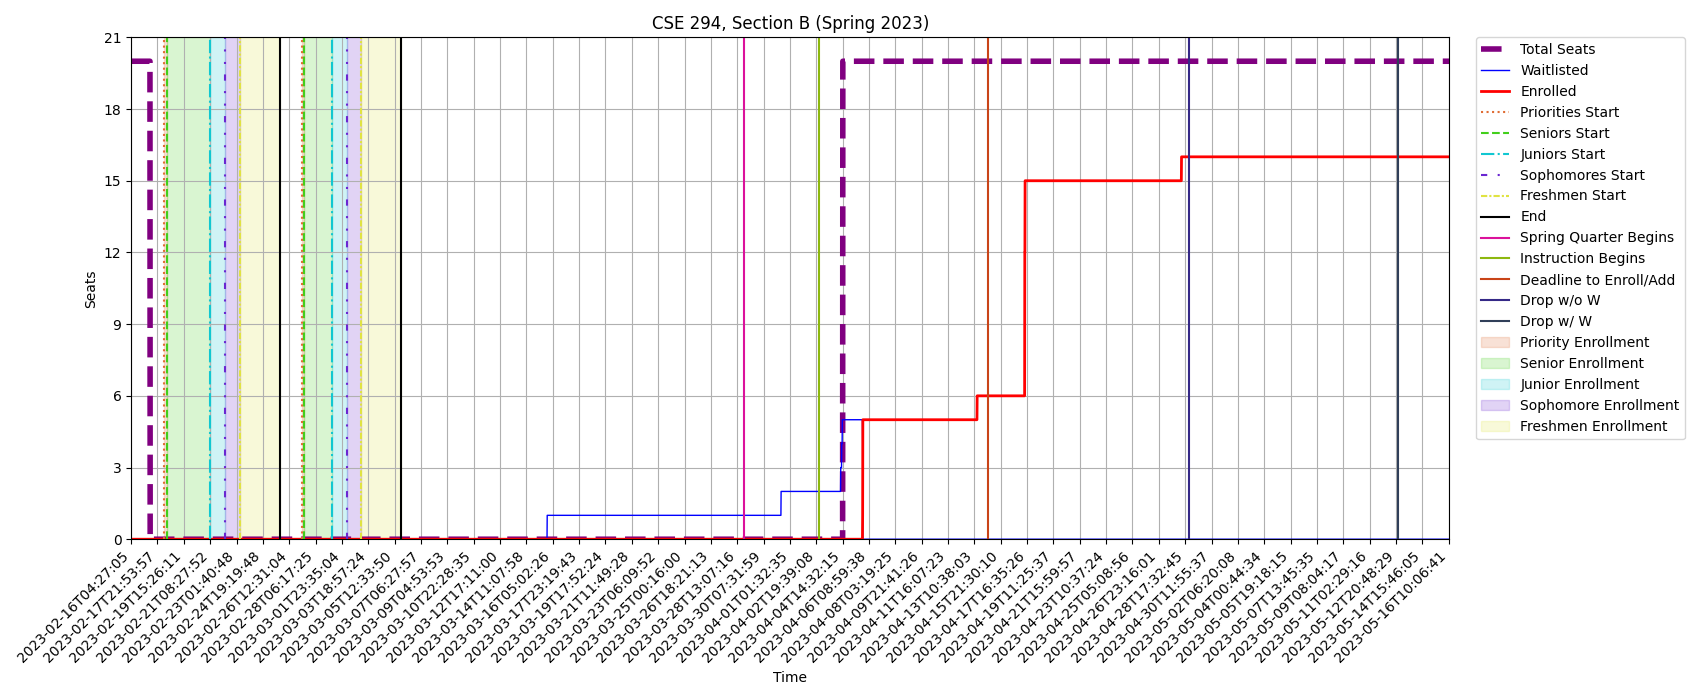 CSE 294, Section B (Spring 2023)
21
18
15
12
9
6
3
0
Seats
2023-02-16T04:27:05
2023-02-17T21:53:57
2023-02-19T15:26:11
2023-02-21T08:27:52
2023-02-23T01:40:48
2023-02-24T19:19:48
2023-02-26T12:31:04
2023-02-28T06:17:25
2023-03-01T23:35:04
2023-03-03T18:57:24
2023-03-05T12:33:50
2023-03-07T06:27:57
2023-03-09T04:53:53
2023-03-10T22:28:35
2023-03-12T17:11:00
2023-03-14T11:07:58
2023-03-16T05:02:26
2023-03-17T23:19:43
2023-03-19T17:52:24
2023-03-21T11:49:28
2023-03-23T06:09:52
2023-03-25T00:16:00
2023-03-26T18:21:13
2023-03-28T13:07:16
2023-03-30T07:31:59
2023-04-01T01:32:35
2023-04-02T19:39:08
2023-04-04T14:32:15
2023-04-06T08:59:38
2023-04-08T03:19:25
2023-04-09T21:41:26
2023-04-11T16:07:23
2023-04-13T10:38:03
2023-04-15T21:30:10
2023-04-17T16:35:26
2023-04-19T11:25:37
2023-04-21T15:59:57
2023-04-23T10:37:24
2023-04-25T05:08:56
2023-04-26T23:16:01
2023-04-28T17:32:45
2023-04-30T11:55:37
2023-05-02T06:20:08
2023-05-04T00:44:34
2023-05-05T19:18:15
2023-05-07T13:45:35
2023-05-09T08:04:17
2023-05-11T02:29:16
2023-05-12T20:48:29
2023-05-14T15:46:05
2023-05-16T10:06:41
Time
Total Seats
Waitlisted
Enrolled
Priorities Start
Seniors Start
Juniors Start
Sophomores Start
Freshmen Start
End
Spring Quarter Begins
Instruction Begins
Deadline to Enroll/Add
Drop w/o W
Drop w/ W
Priority Enrollment
Senior Enrollment
Junior Enrollment
Sophomore Enrollment
Freshmen Enrollment